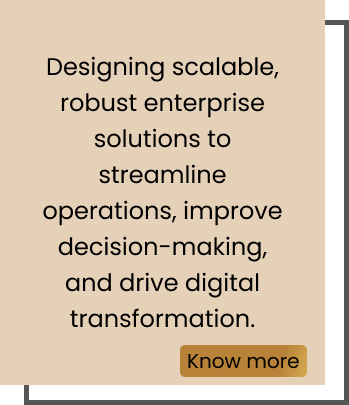 Designing scalable,
robust enterprise
solutions to
streamline
operations, improve
decision-making,
and drive digital
transformation.
Know more